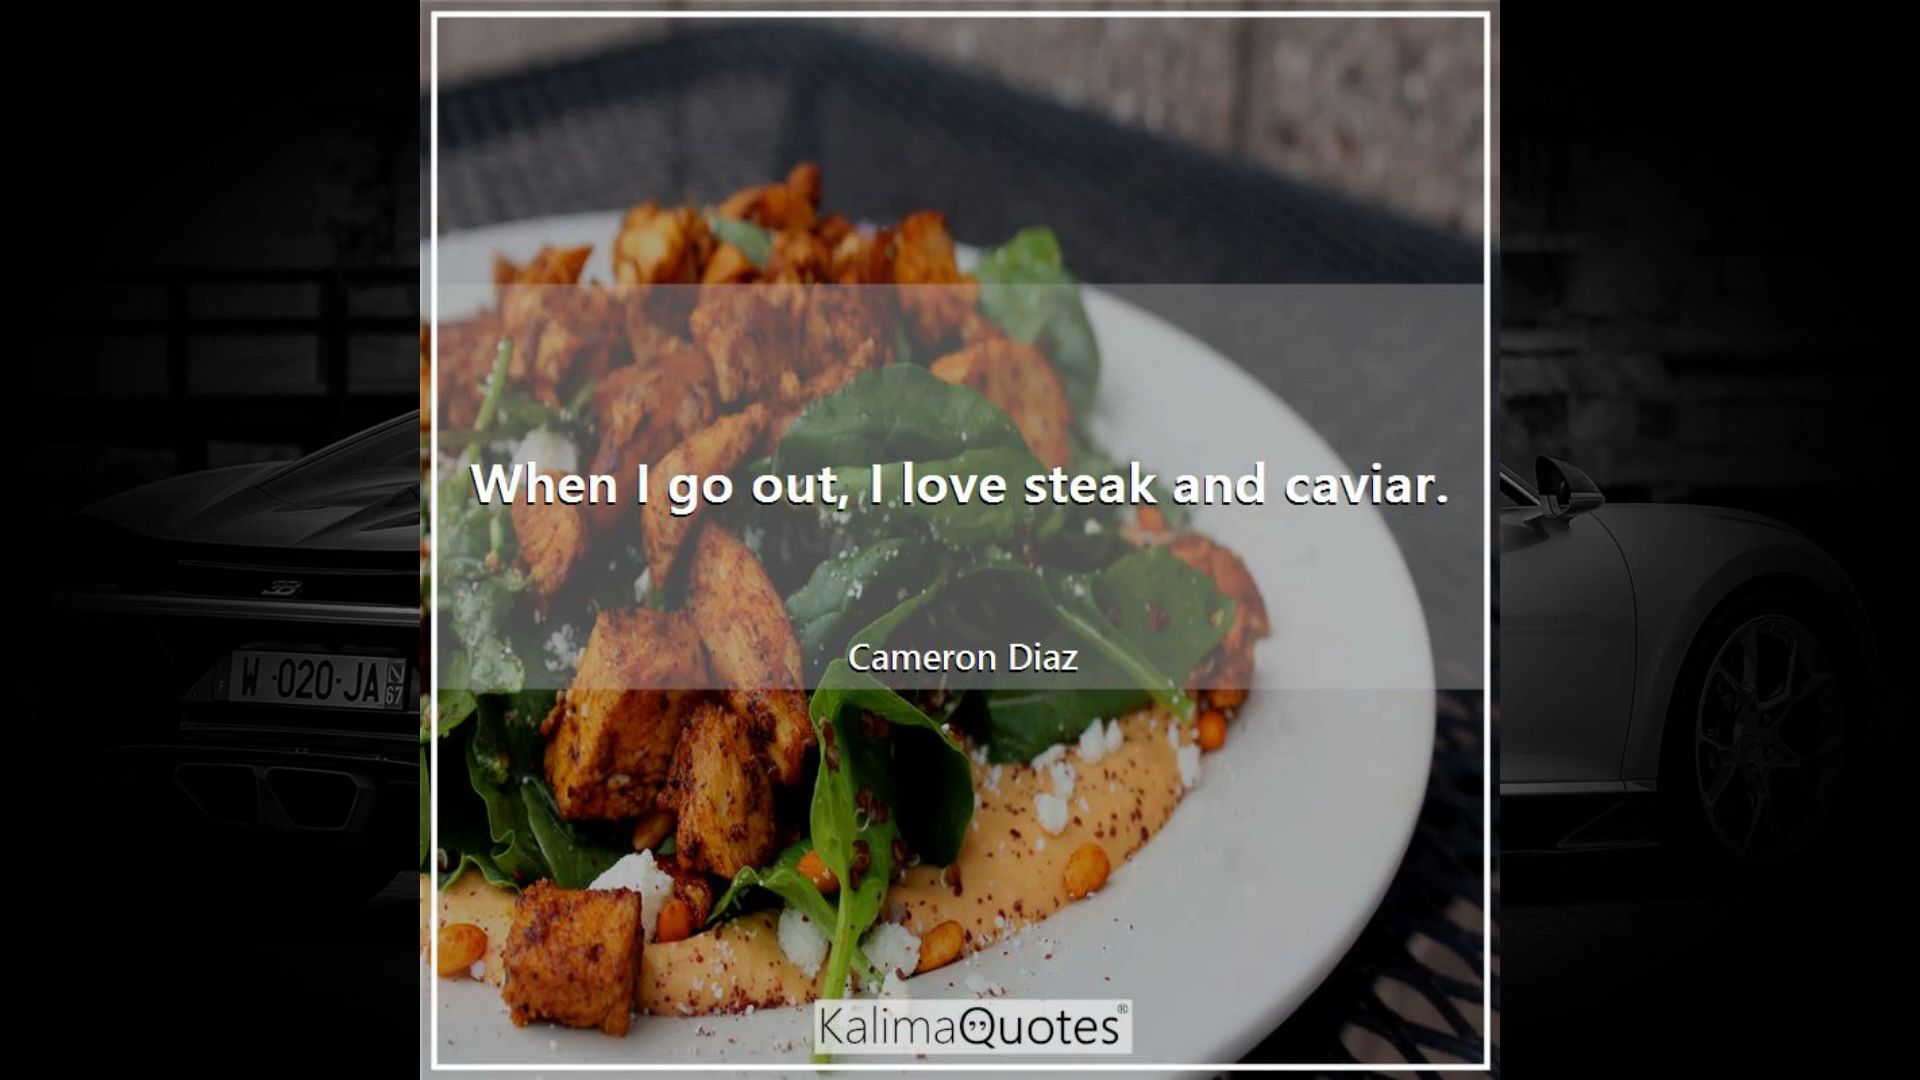 When I go out, I love steak and caviar.
Cameron Diaz
W-020-JA
67
KalimaQuotes®